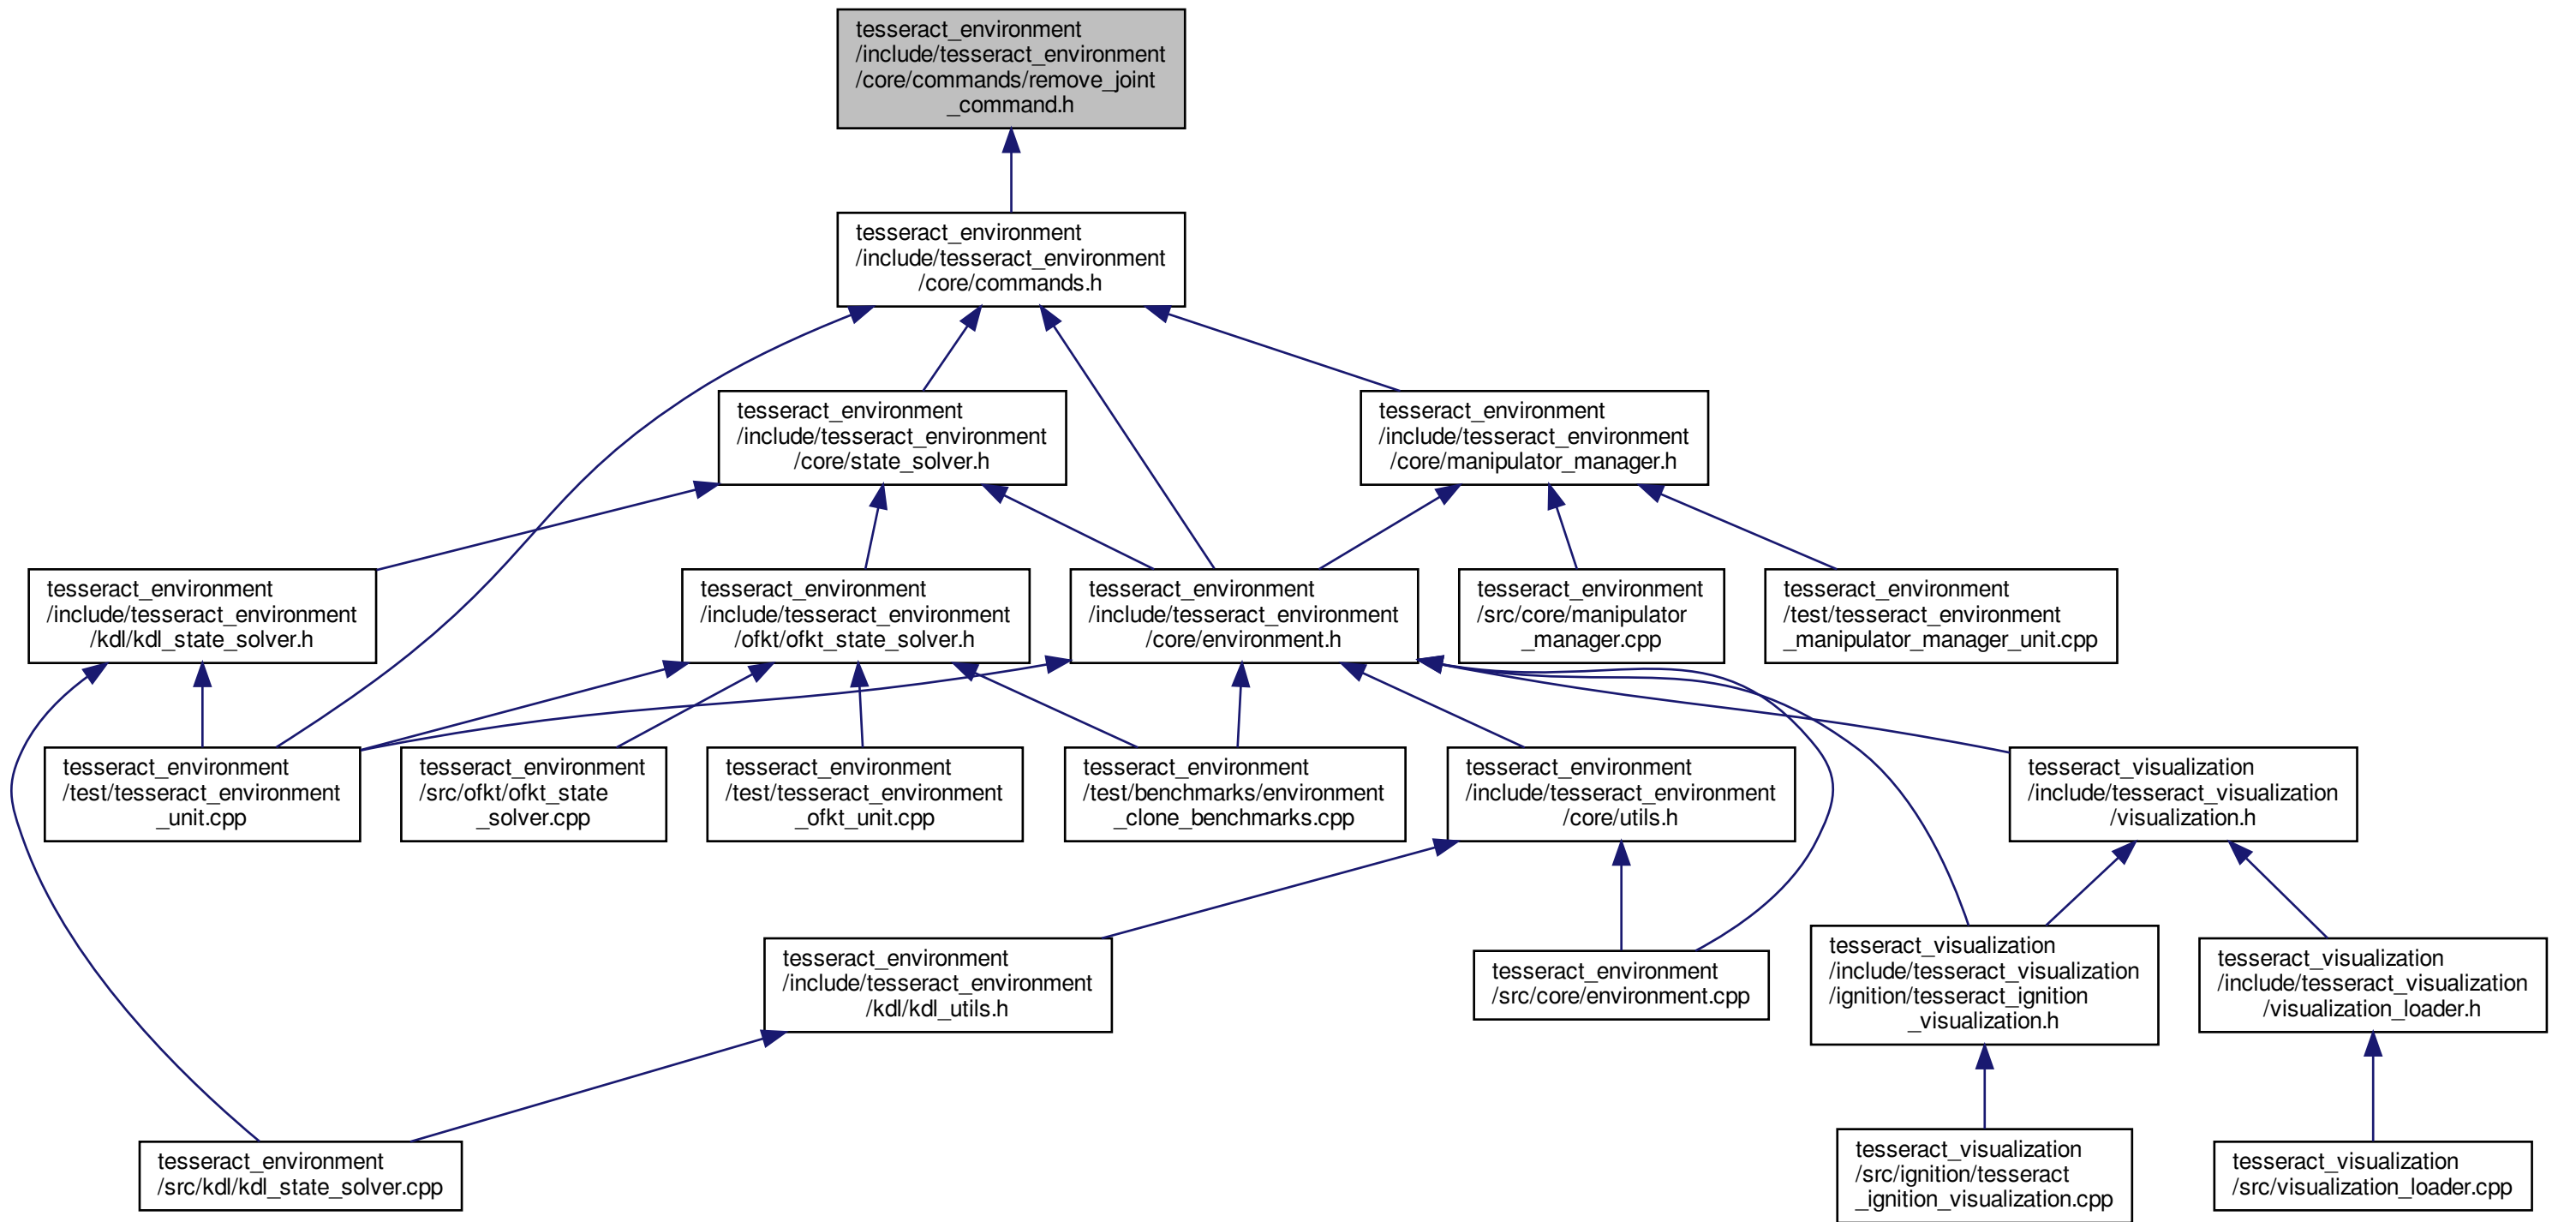 tesseract_environment
/include/tesseract_environment
/core/commands/remove_joint
_command.h
tesseract_environment
/include/tesseract_environment
/core/commands.h
tesseract_environment
/include/tesseract_environment
/core/state_solver.h
tesseract_environment
/include/tesseract_environment
/core/manipulator_manager.h
tesseract_environment
/include/tesseract_environment
/kdl/kdl_state_solver.h
tesseract_environment
/include/tesseract_environment
/ofkt/ofkt_state_solver.h
tesseract_environment
/include/tesseract_environment
/core/environment.h
tesseract_environment
/src/core/manipulator
_manager.cpp
tesseract_environment
/test/tesseract_environment
_manipulator_manager_unit.cpp
tesseract_environment
/test/tesseract_environment
_unit.cpp
tesseract_environment
/src/ofkt/ofkt_state
_solver.cpp
tesseract_environment
/test/tesseract_environment
_ofkt_unit.cpp
tesseract_environment
/test/benchmarks/environment
_clone_benchmarks.cpp
tesseract_environment
/include/tesseract_environment
/core/utils.h
tesseract_visualization
/include/tesseract_visualization
/visualization.h
tesseract_environment
/include/tesseract_environment
/kdl/kdl_utils.h
tesseract_environment
/src/core/environment.cpp
tesseract_visualization
/include/tesseract_visualization
/ignition/tesseract_ignition
_visualization.h
tesseract_visualization
/include/tesseract_visualization
/visualization_loader.h
tesseract_environment
/src/kdl/kdl_state_solver.cpp
tesseract_visualization
/src/ignition/tesseract
_ignition_visualization.cpp
tesseract_visualization
/src/visualization_loader.cpp